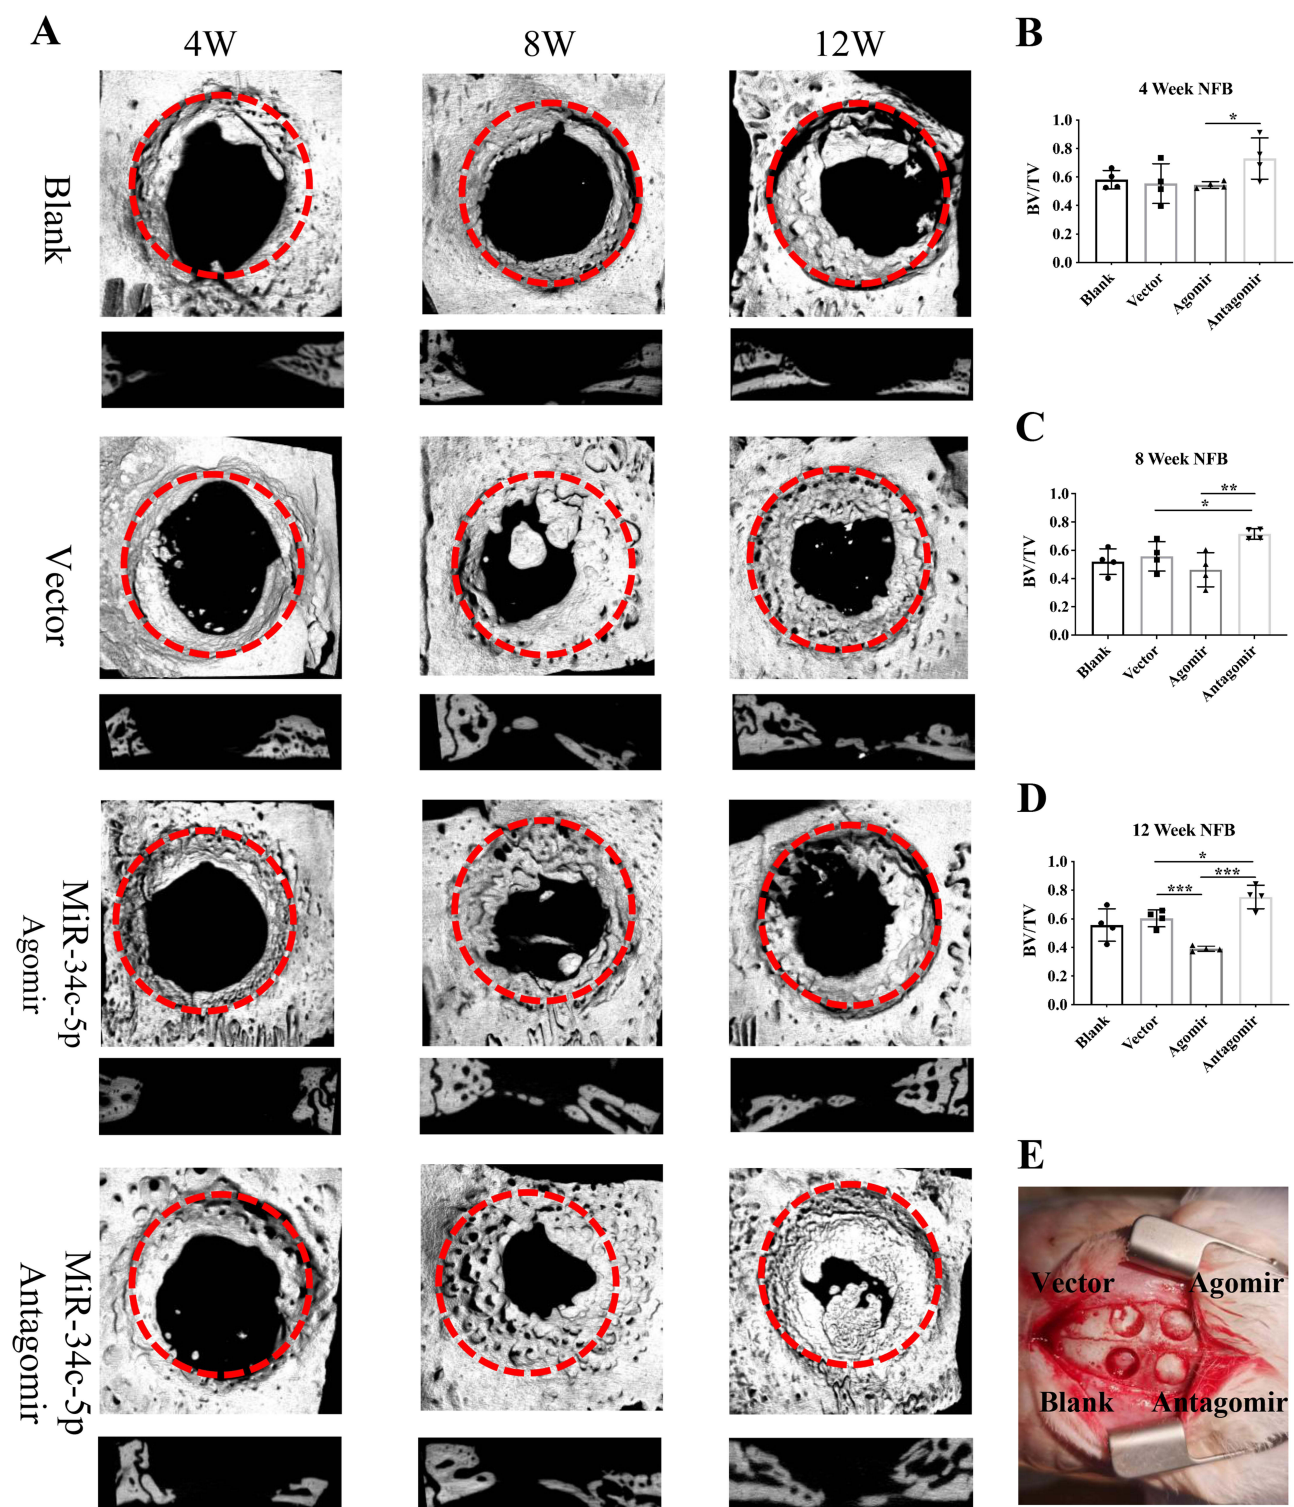 A
4W
8W
12W
Blank
Vector
MiR-34c-5p
Agomir
MiR-34c-5p
Antagomir
B
4 Week NFB
*
BV/TV
1.0
0.8
0.6
0.4
0.2
0.0
Blank
Vector
Agomir
Antagomir
C
8 Week NFB
**
*
BV/TV
1.0
0.8
0.6
0.4
0.2
0.0
Blank
Vector
Agomir
Antagomir
D
12 Week NFB
*
*** ***
BV/TV
1.0
0.8
0.6
0.4
0.2
0.0
Blank
Vector
Agomir
Antagomir
E
Vector Agomir
Blank Antagomir